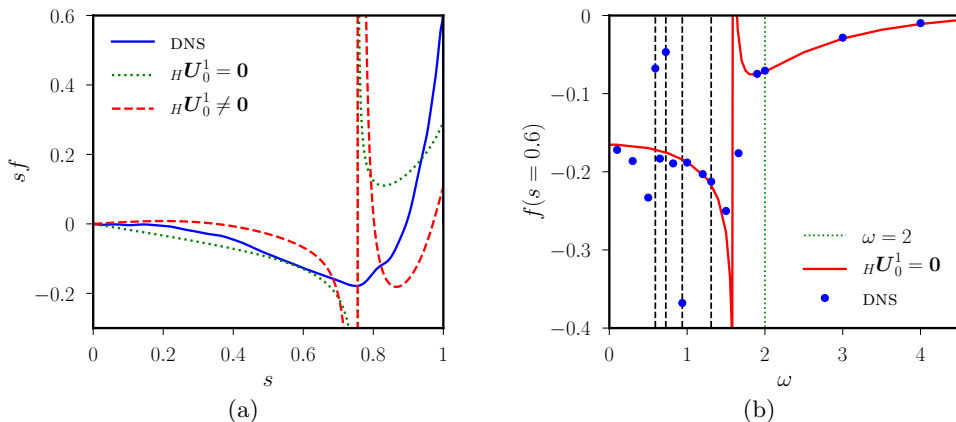 0.6
0.4
0.2
0
−0.2
sf
DNS
HU¹₀ = 0
HU¹₀ ≠ 0
0 0.2 0.4 0.6 0.8 1
s
(a)
0
−0.1
−0.2
−0.3
−0.4
f(s = 0.6)
ω = 2
HU¹₀ = 0
DNS
0 1 2 3 4
ω
(b)